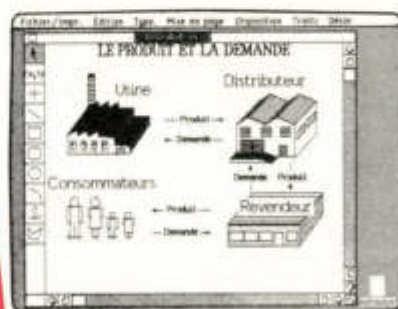 Fichier/Impr. Edition Type Mise en page Disposition Traits Décor
LE PRODUIT ET LA DEMANDE
Usine
Distributeur
Produit
Demande
Demande Produit
Consommateurs
Revendeur
Produit
Demande